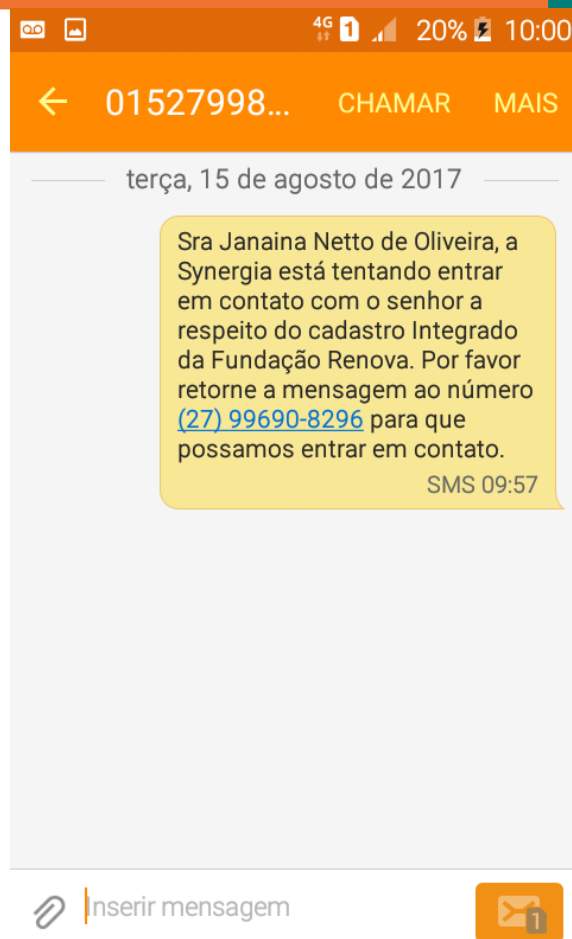 4G 1 20% 10:00
01527998... CHAMAR MAIS
terça, 15 de agosto de 2017
Sra Janaina Netto de Oliveira, a
Synergia está tentando entrar
em contato com o senhor a
respeito do cadastro Integrado
da Fundação Renova. Por favor
retorne a mensagem ao número
(27) 99690-8296 para que
possamos entrar em contato.
SMS 09:57
Inserir mensagem
1